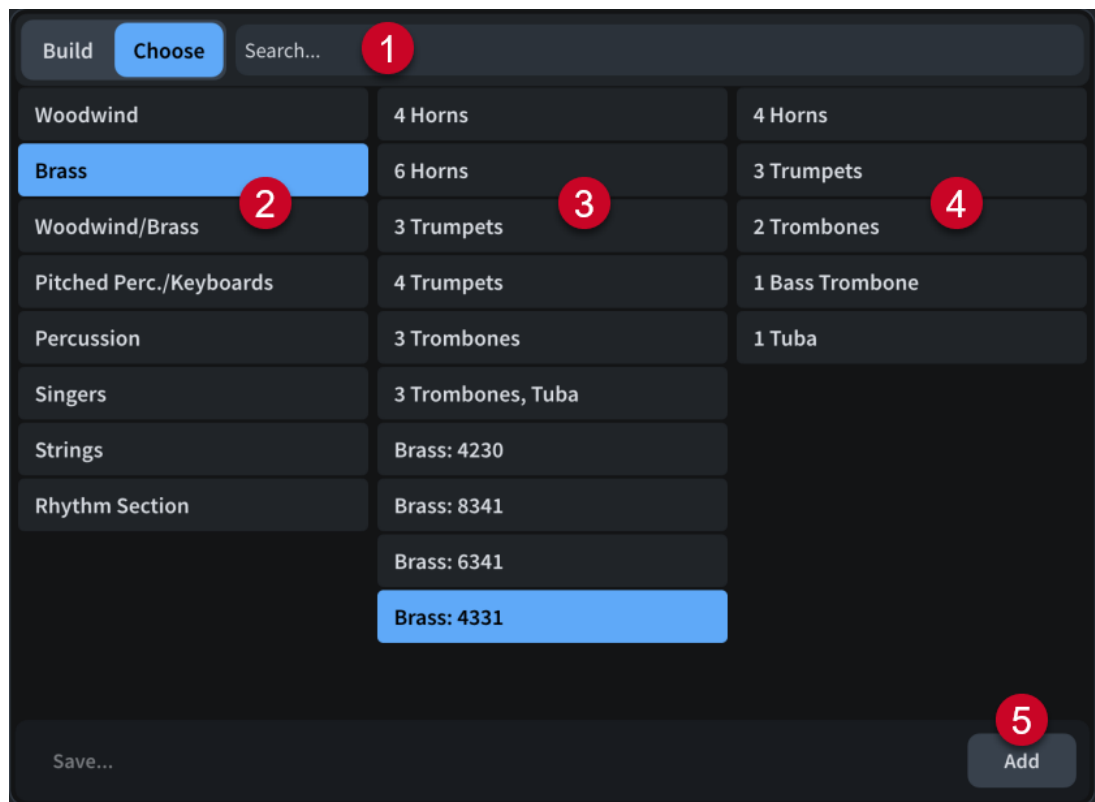 Build Choose Search... 1
Woodwind
Brass
Woodwind/Brass
Pitched Perc./Keyboards
Percussion
Singers
Strings
Rhythm Section
2
4 Horns
6 Horns
3 Trumpets
4 Trumpets
3 Trombones
3 Trombones, Tuba
Brass: 4230
Brass: 8341
Brass: 6341
Brass: 4331
3
4 Horns
3 Trumpets
2 Trombones
1 Bass Trombone
1 Tuba
4
5
Save... Add